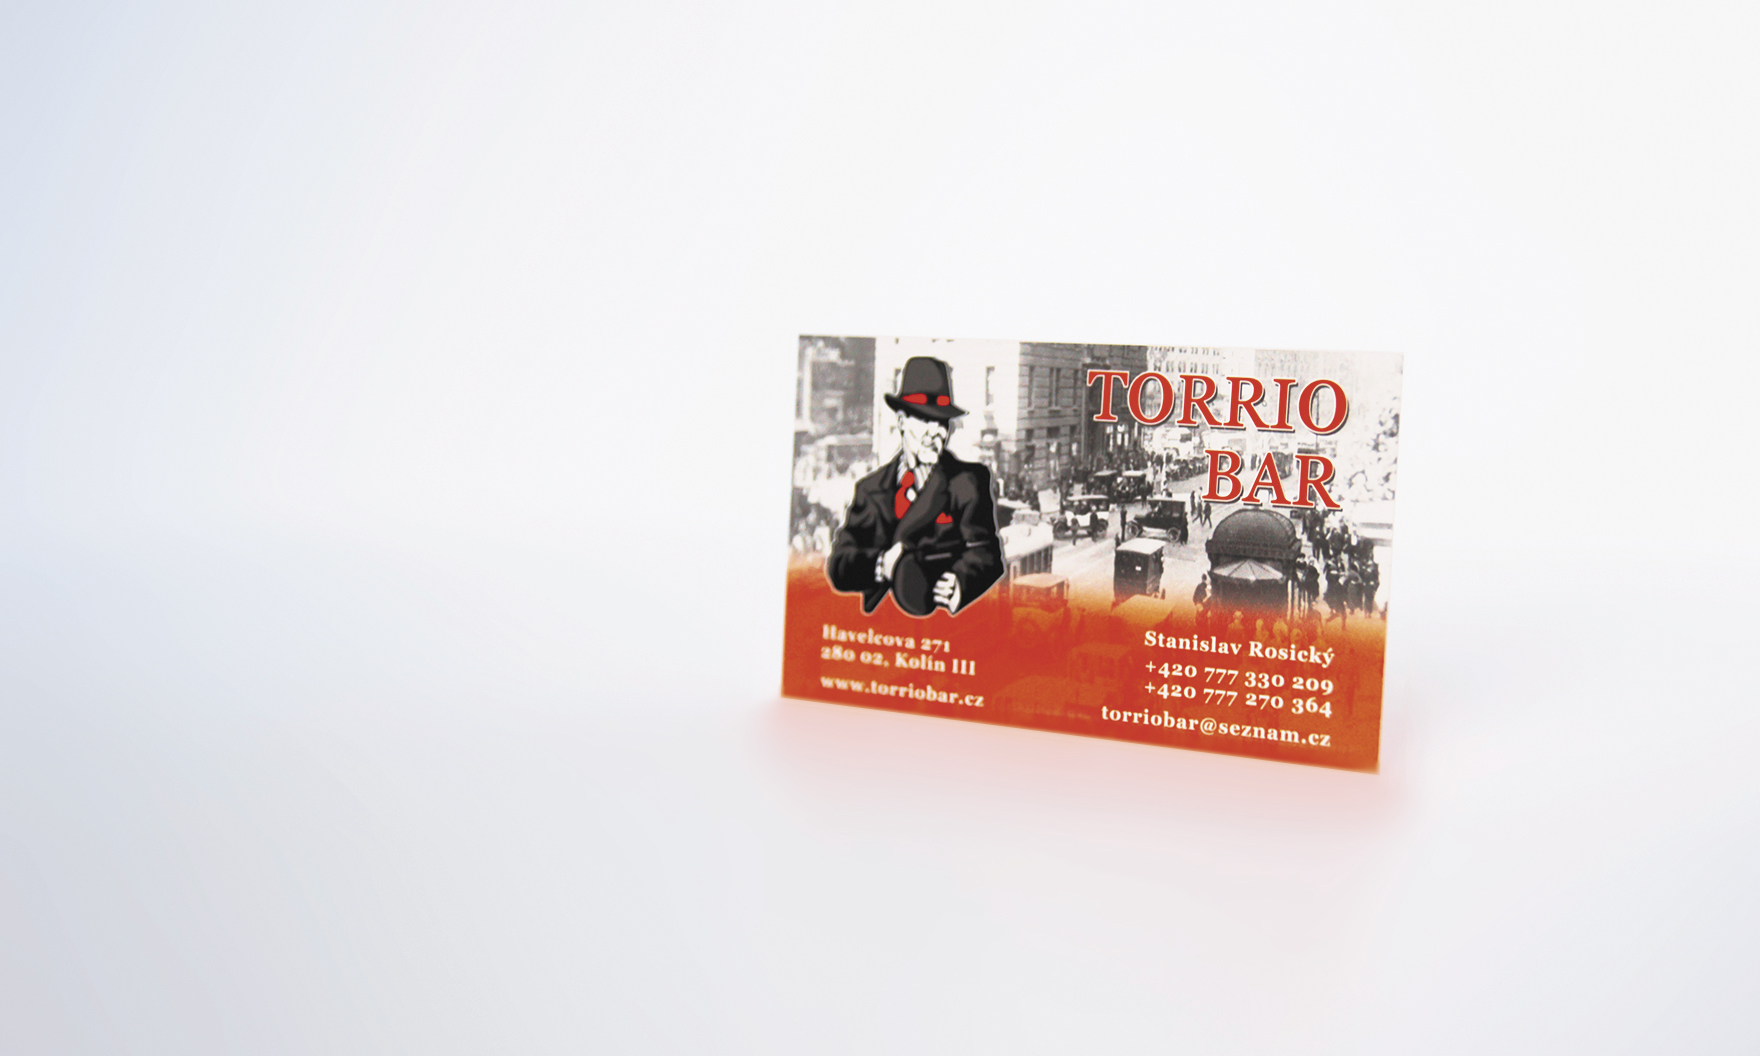 TORRIO
BAR
Havelcova 271
280 02, Kolín III
www.torriobar.cz
Stanislav Rosický
+420 777 330 209
+420 777 270 364
torriobar@seznam.cz